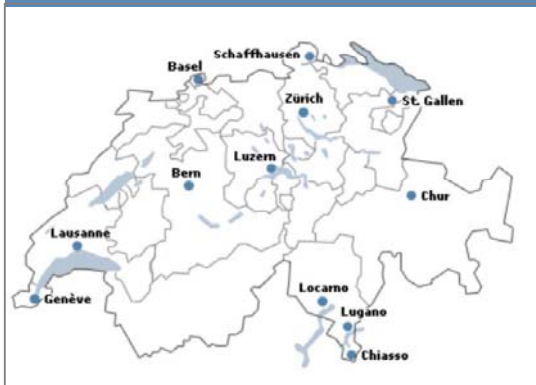 Schaffhausen
Basel
Zürich
St. Gallen
Luzern
Bern
Chur
Lausanne
Locarno
Genève
Lugano
Chiasso